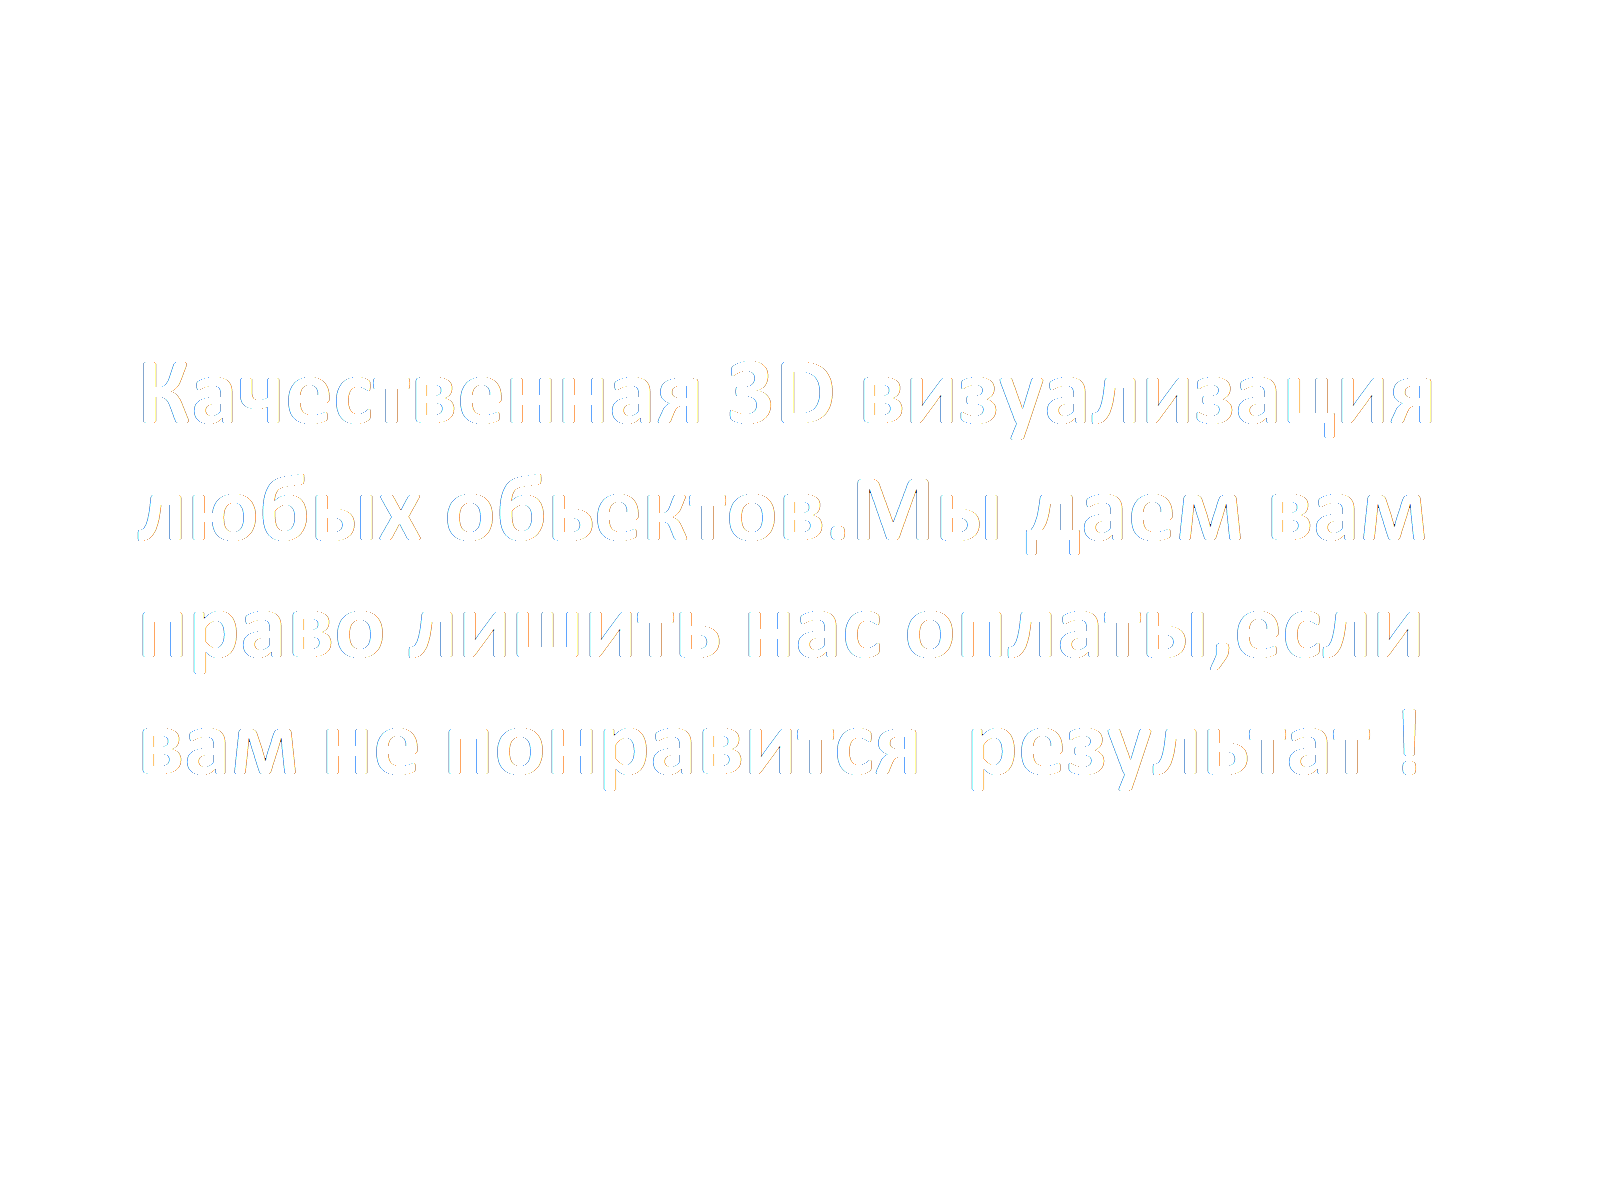 Качественная 3D визуализация
любых обьектов.Мы даем вам
право лишить нас оплаты,если
вам не понравится  результат !